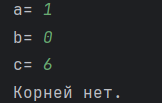 a= 1
b= 0
c= 6
Корней нет.